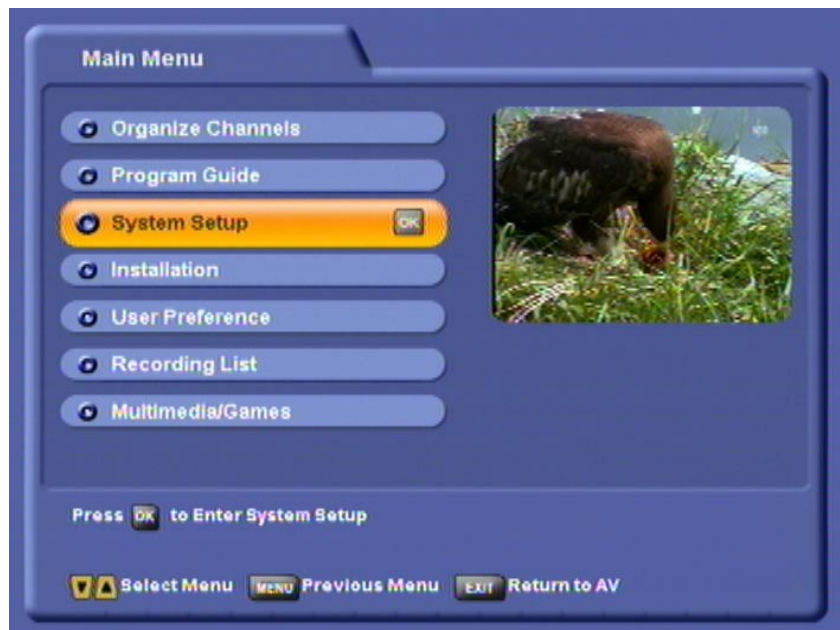 Main Menu
Organize Channels
Program Guide
System Setup OK
Installation
User Preference
Recording List
Multimedia/Games
Press OK to Enter System Setup
Select Menu MENU Previous Menu EXIT Return to AV